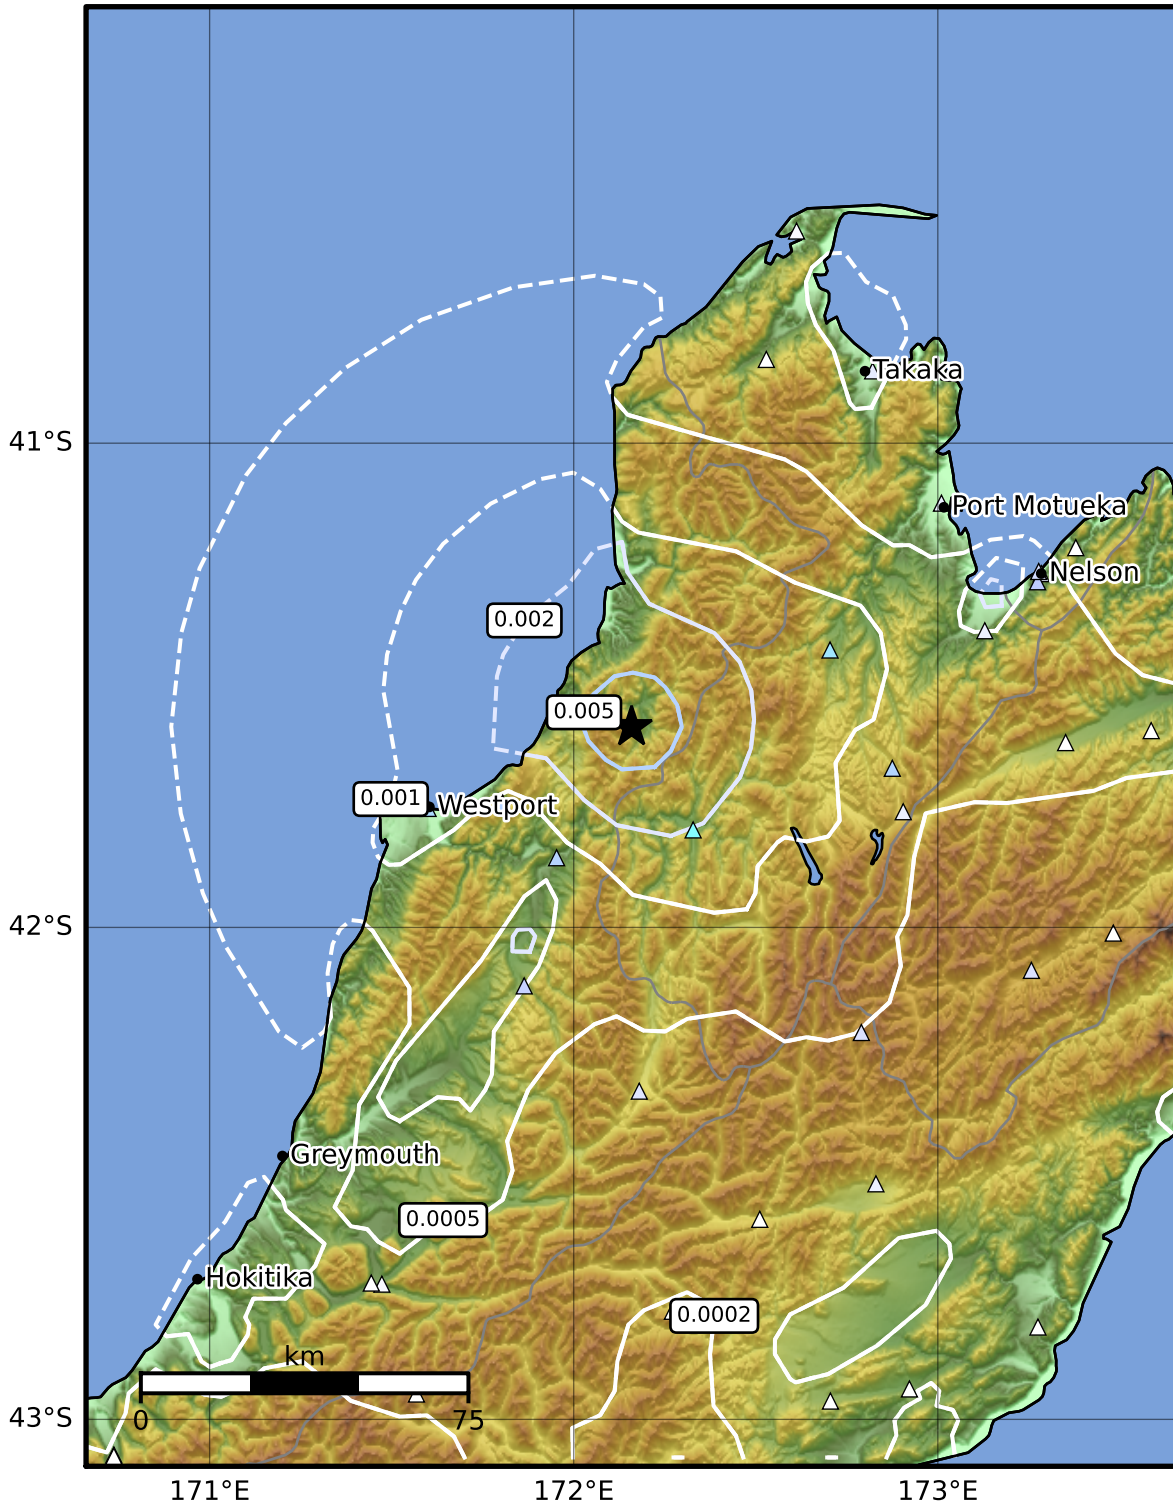 Takaka
41°S
Port Motueka
Nelson
0.002
0.005
0.001
Westport
42°S
Greymouth
0.0005
Hokitika
0.0002
km
0
75
43°S
171°E
172°E
173°E